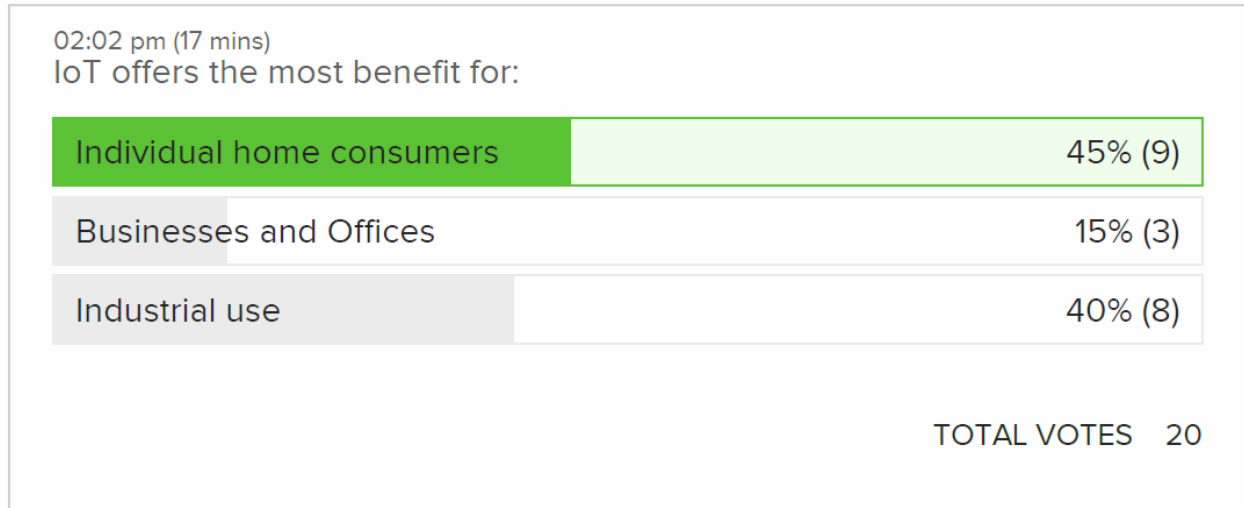 02:02 pm (17 mins)
IoT offers the most benefit for:
Individual home consumers 45% (9)
Businesses and Offices 15% (3)
Industrial use 40% (8)
TOTAL VOTES 20